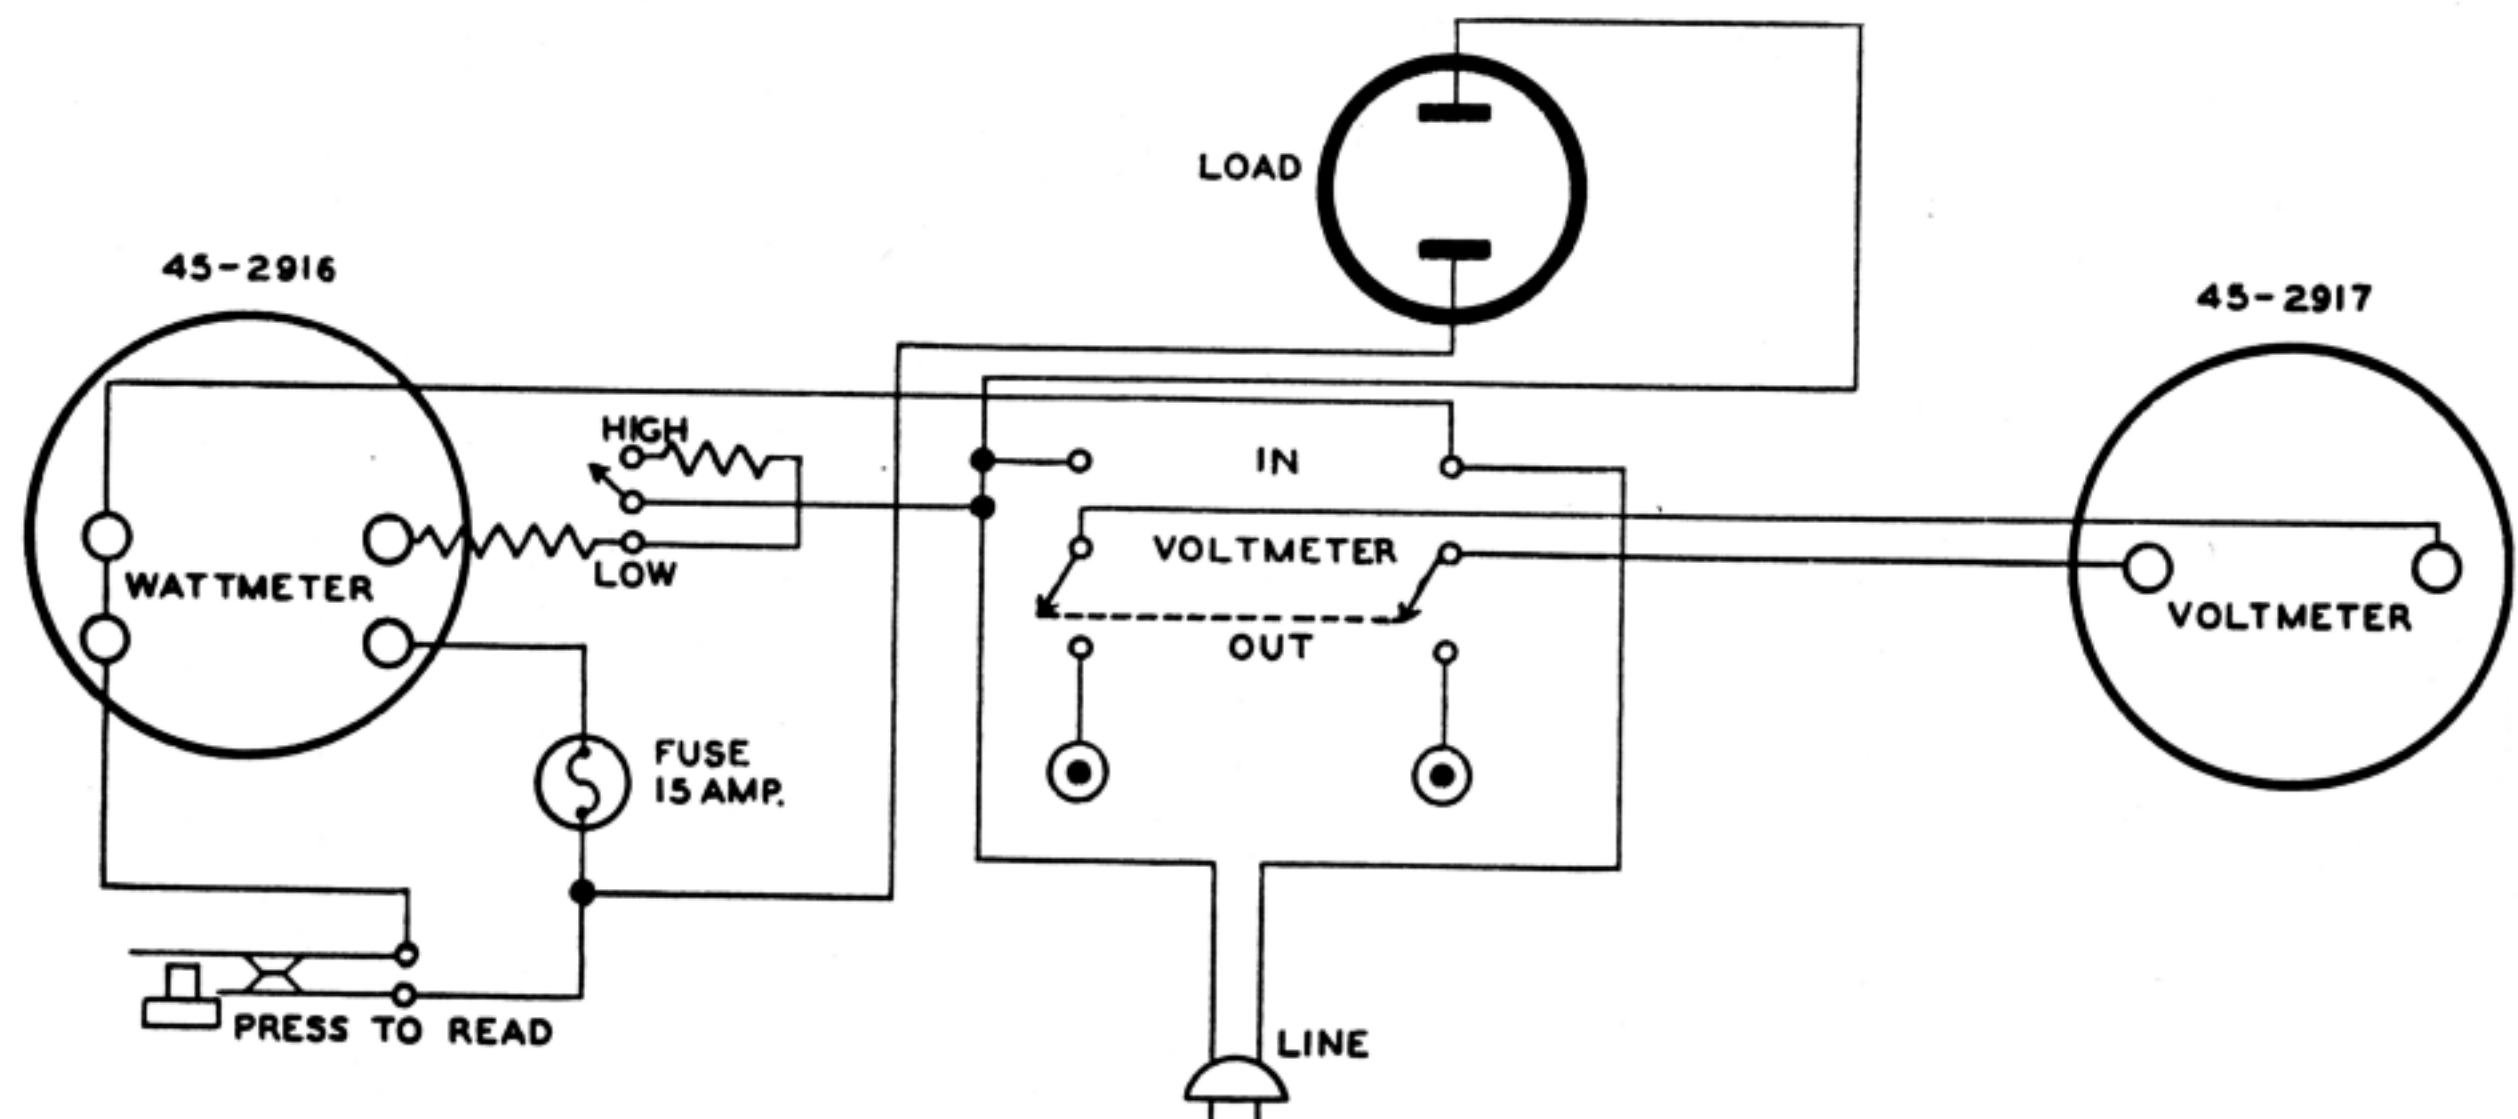 LOAD
45-2916
45-2917
HIGH
IN
VOLTMETER
LOW
WATTMETER
VOLTMETER
OUT
FUSE
15 AMP.
PRESS TO READ
LINE